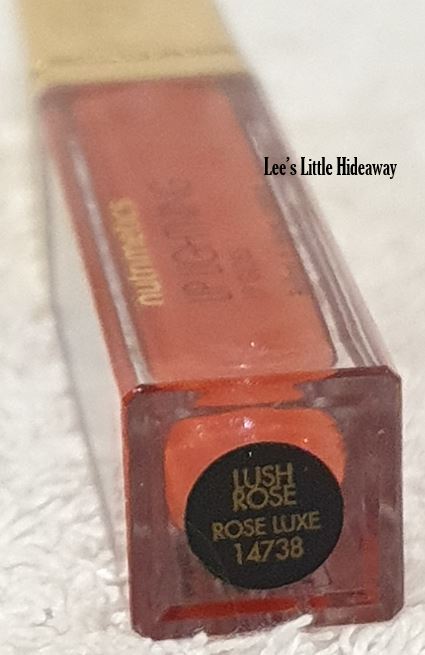 Lee's Little Hideaway
nutrimetics
LUSH
ROSE
ROSE LUXE
14738